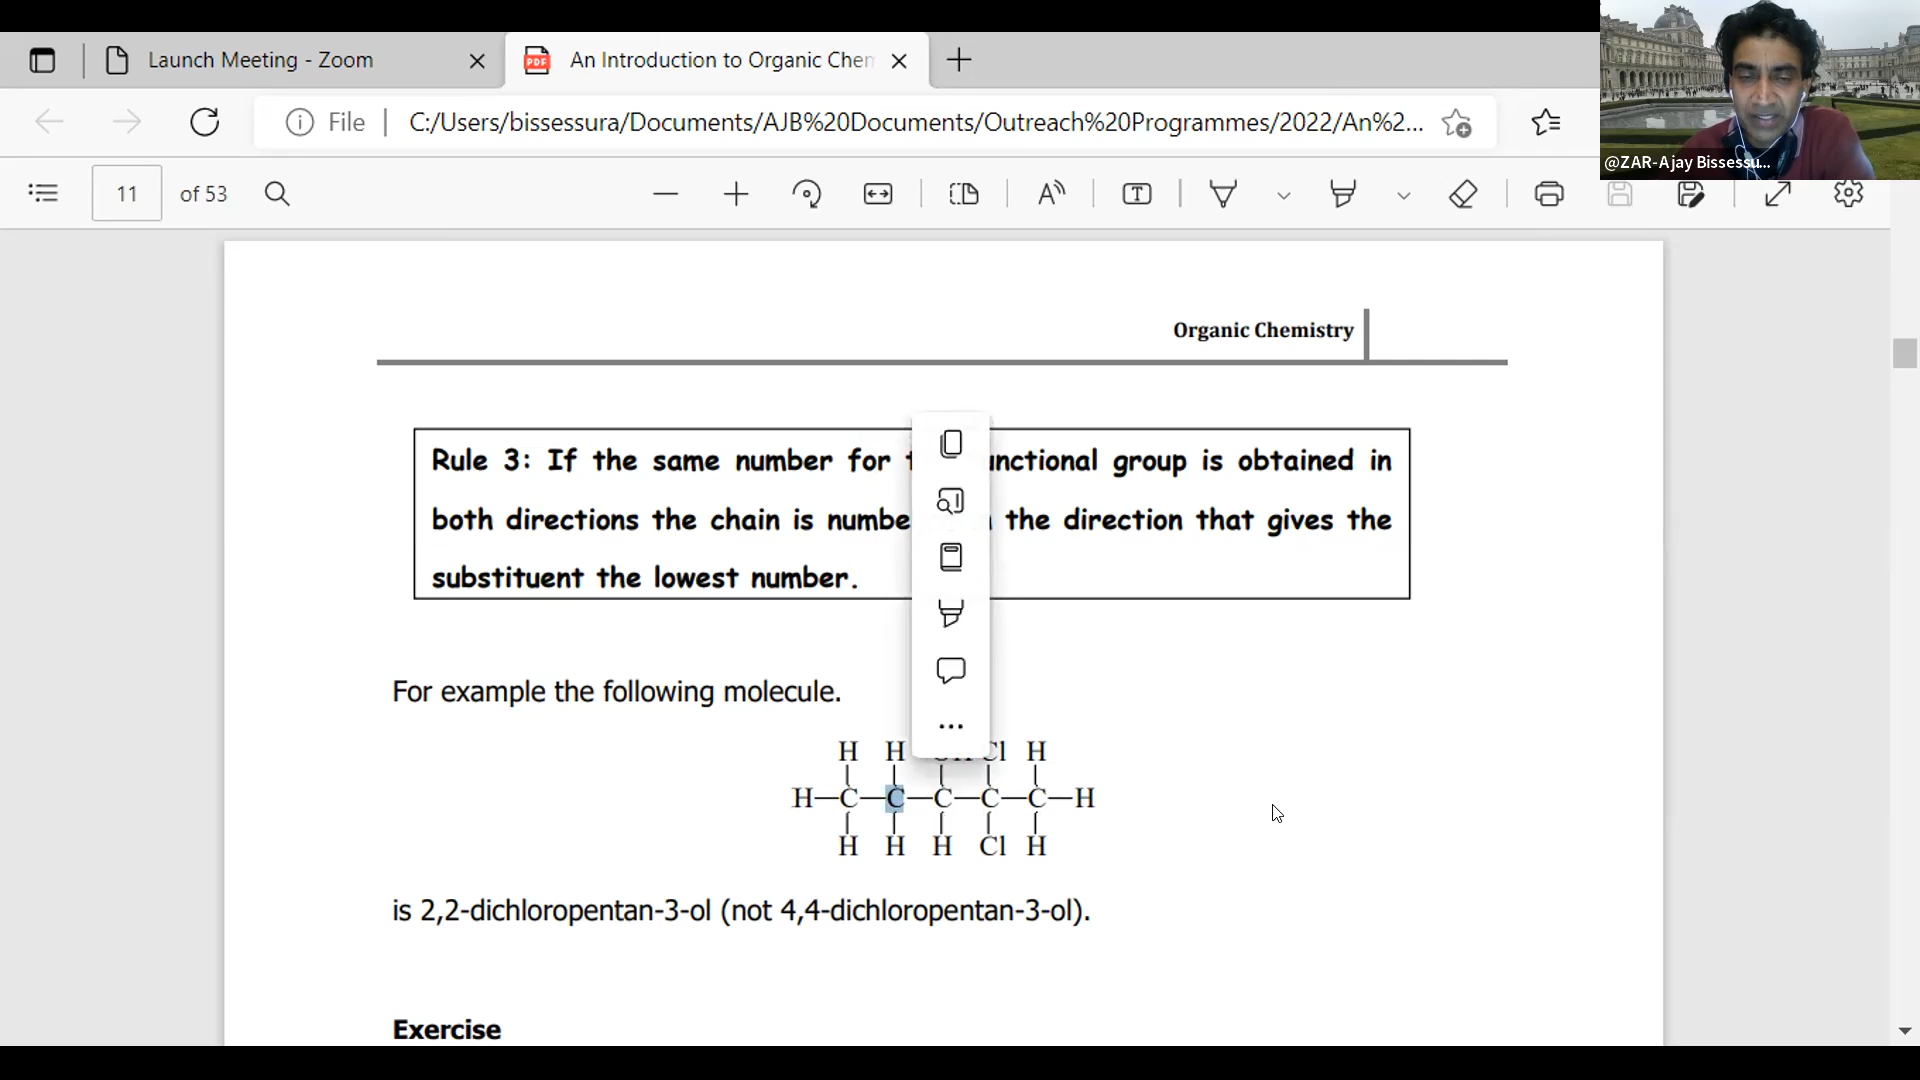 Launch Meeting - Zoom
An Introduction to Organic Chem
File
C:/Users/bissessura/Documents/AJB%20Documents/Outreach%20Programmes/2022/An%2...
@ZAR-Ajay Bissessu...
11 of 53
Organic Chemistry
Rule 3: If the same number for unctional group is obtained in
both directions the chain is numbe the direction that gives the
substituent the lowest number.
For example the following molecule.
H H Cl H
H—C—C—C—C—C—H
H H H Cl H
is 2,2-dichloropentan-3-ol (not 4,4-dichloropentan-3-ol).
Exercise